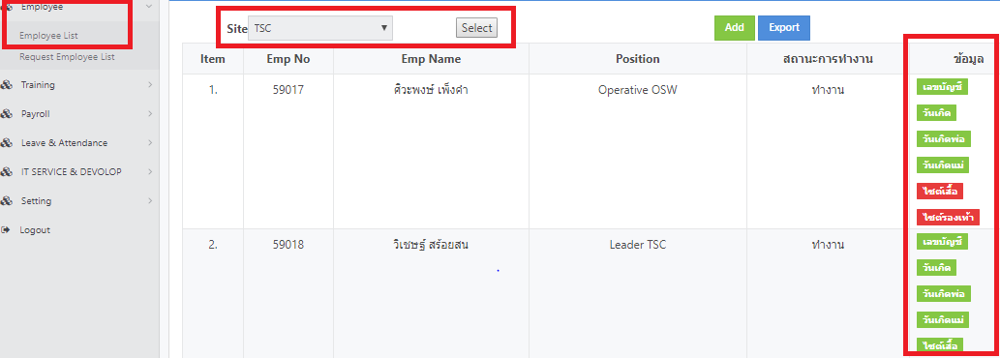 Employee
Employee List
Request Employee List
Training
Payroll
Leave & Attendance
IT SERVICE & DEVOLOP
Setting
Logout
Site TSC Select Add Export
Item Emp No Emp Name Position สถานะการทำงาน ข้อมูล
1. 59017 ศิวะพงษ์ เพ็งคำ Operative OSW ทำงาน
เลขบัญชี
วันเกิด
วันเกิดพ่อ
วันเกิดแม่
ไซต์เสื้อ
ไซต์รองเท้า
2. 59018 วิเชษฐ์ สร้อยสน Leader TSC ทำงาน
เลขบัญชี
วันเกิด
วันเกิดพ่อ
วันเกิดแม่
ไซต์เสื้อ